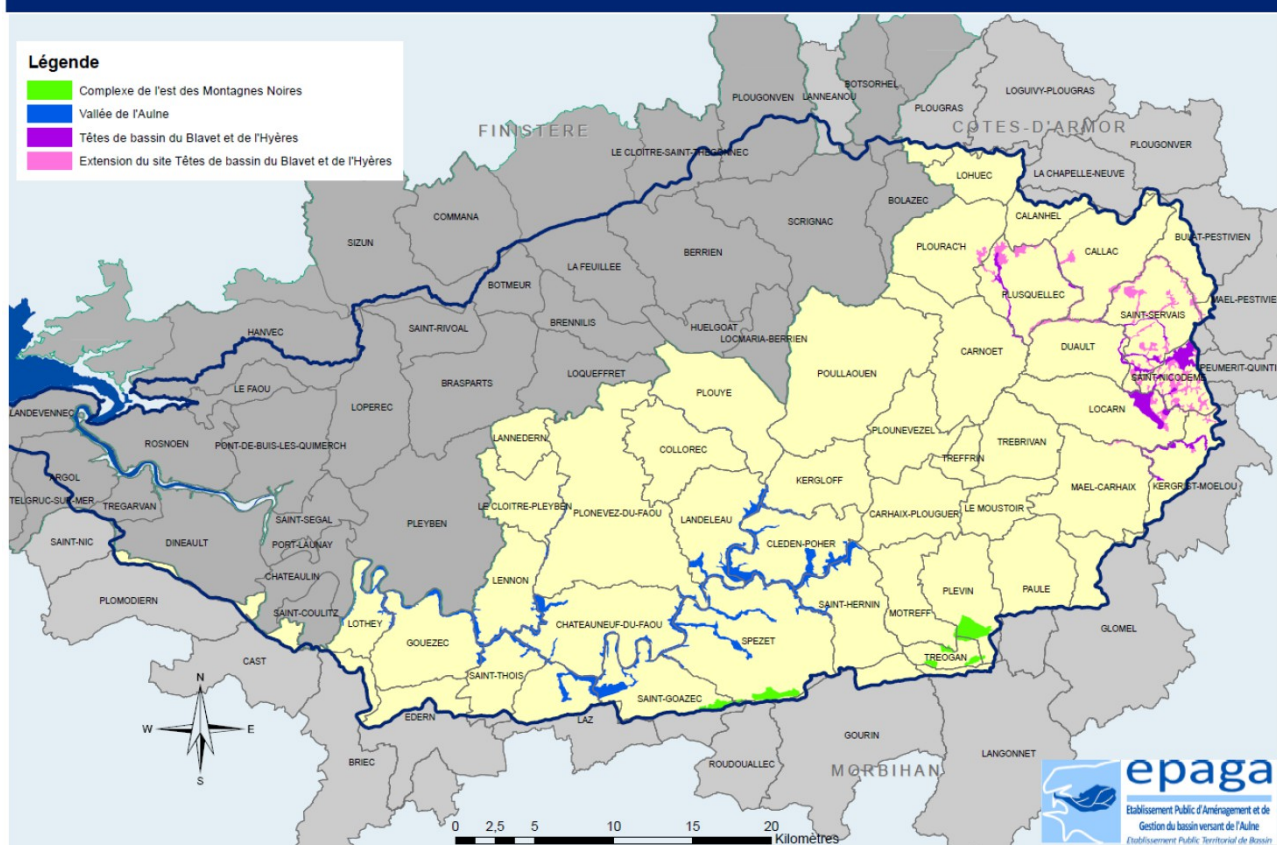 Légende
Complexe de l'est des Montagnes Noires
Vallée de l'Aulne
Têtes de bassin du Blavet et de l'Hyères
Extension du site Têtes de bassin du Blavet et de l'Hyères
FINISTÈRE
COTES-D'ARMOR
MORBIHAN
PLOUGONVEN
LANNEANOU
BOTSORHEL
PLOUGRAS
LOGUIVY-PLOUGRAS
PLOUGONVER
LE CLOITRE-SAINT-THEGONNEC
LOHUEC
LA CHAPELLE-NEUVE
COMMANA
SCRIGNAC
BOLAZEC
CALANHEL
SIZUN
BERRIEN
PLOURAC'H
CALLAC
BULAT-PESTIVIEN
LA FEUILLEE
BOTMEUR
PLUSQUELLEC
MAEL-PESTIVIE
SAINT-SERVAIS
HANVEC
SAINT-RIVOAL
BRENNILIS
HUELGOAT
LOCMARIA-BERRIEN
CARNOET
DUAULT
LOQUEFFRET
POULLAOUEN
PEUMERIT-QUINTI
SAINT-NICODEME
LE FAOU
BRASPARTS
PLOUYE
LANDEVENNEC
LOPEREC
LOCARN
ROSNOEN
PONT-DE-BUIS-LES-QUIMERCH
LANNEDERN
COLLOREC
PLOUNEVEZEL
TREBRIVAN
TREFFRIN
ARGOL
TELGRUC-SUR-MER
TREGARVAN
KERGLOFF
MAEL-CARHAIX
KERGRIST-MOELOU
LE CLOITRE-PLEYBEN
PLONEVEZ-DU-FAOU
LANDELEAU
CARHAIX-PLOUGUER
LE MOUSTOIR
SAINT-SEGAL
PLEYBEN
SAINT-NIC
DINEAULT
PORT-LAUNAY
CLEDEN-POHER
CHATEAULIN
LENNON
PLEVIN
PAULE
PLOMODIERN
SAINT-COULITZ
SAINT-HERNIN
MOTREFF
GLOMEL
LOTHEY
CHATEAUNEUF-DU-FAOU
GOUEZEC
SPEZET
TREOGAN
CAST
SAINT-THOIS
SAINT-GOAZEC
EDERN
LAZ
GOURIN
BRIEC
ROUDOUALLEC
LANGONNET
N
W
E
S
0 2,5 5 10 15 20
Kilomètres
epaga
Etablissement Public d'Aménagement et de
Gestion du bassin versant de l'Aulne
Etablissement Public Territorial de Bassin